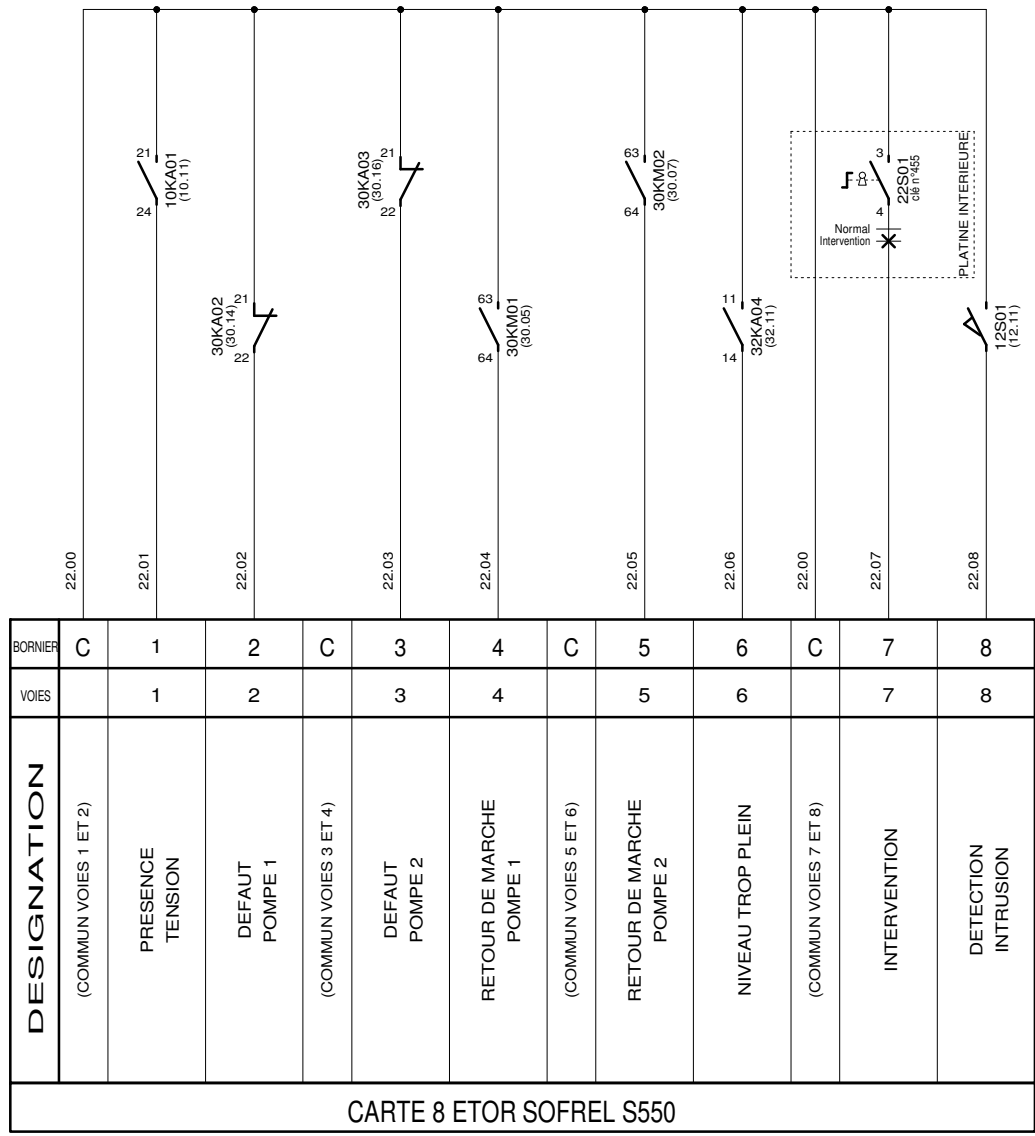 21
24
10KA01
(10.11)
30KA03
(30.16)
21
22
63
64
30KM02
(30.07)
3
4
22S01
clé n°455
Normal
Intervention
PLATINE INTERIEURE
30KA02
(30.14)
21
22
63
64
30KM01
(30.05)
11
14
32KA04
(32.11)
12S01
(12.11)
22.00
22.01
22.02
22.03
22.04
22.05
22.06
22.00
22.07
22.08
BORNIER C 1 2 C 3 4 C 5 6 C 7 8
VOIES 1 2 3 4 5 6 7 8
DESIGNATION
(COMMUN VOIES 1 ET 2)
PRESENCE
TENSION
DEFAUT
POMPE 1
(COMMUN VOIES 3 ET 4)
DEFAUT
POMPE 2
RETOUR DE MARCHE
POMPE 1
(COMMUN VOIES 5 ET 6)
RETOUR DE MARCHE
POMPE 2
NIVEAU TROP PLEIN
(COMMUN VOIES 7 ET 8)
INTERVENTION
DETECTION
INTRUSION
CARTE 8 ETOR SOFREL S550